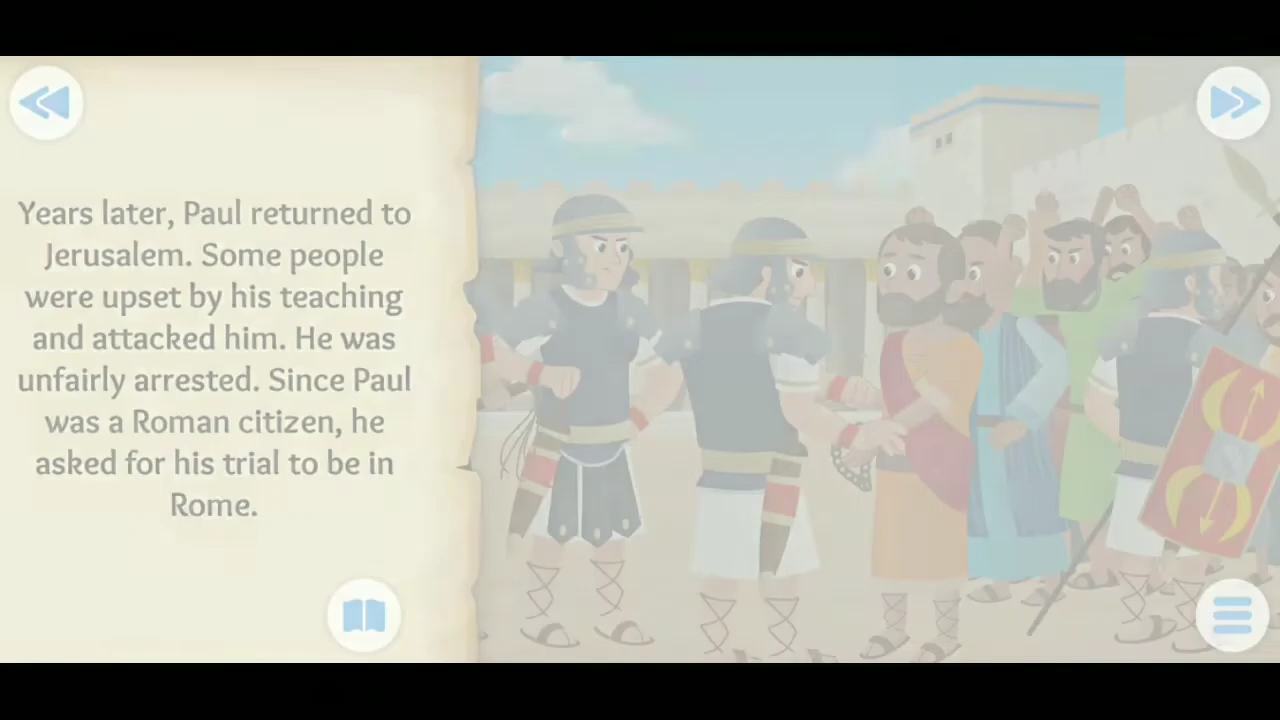 Years later, Paul returned to
Jerusalem. Some people
were upset by his teaching
and attacked him. He was
unfairly arrested. Since Paul
was a Roman citizen, he
asked for his trial to be in
Rome.